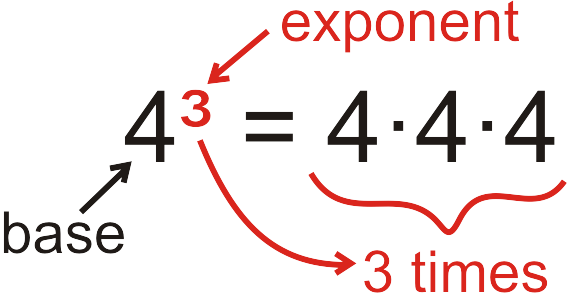 exponent
4³ = 4·4·4
base
3 times